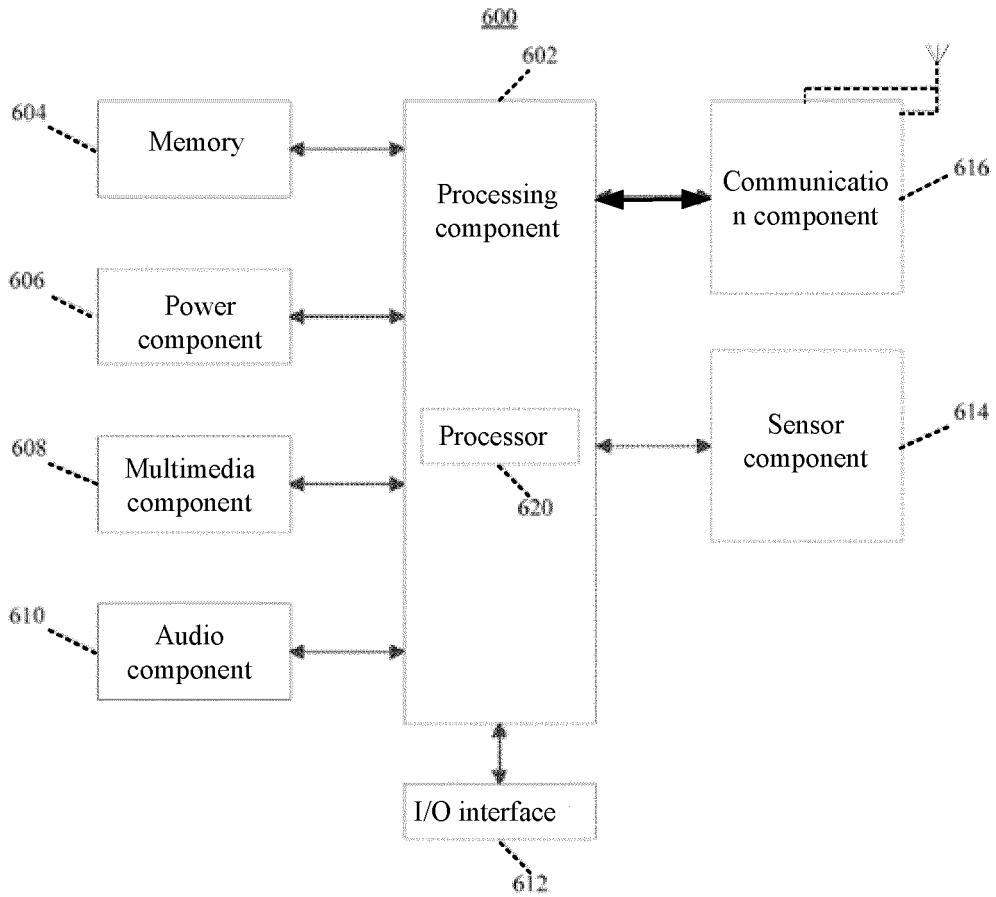 600
602
604
Memory
Processing
component
Communicatio
n component
616
606
Power
component
608
Multimedia
component
Processor
620
Sensor
component
614
610
Audio
component
I/O interface
612